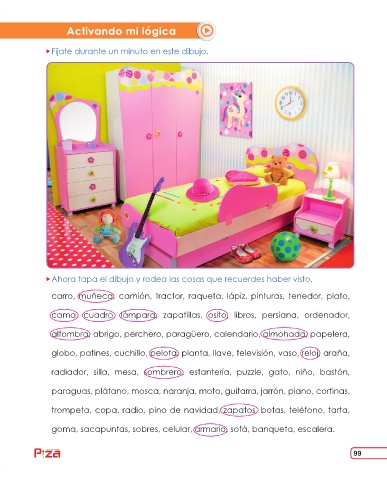 Activando mi lógica
Fíjate durante un minuto en este dibujo.
Ahora tapa el dibujo y rodea las cosas que recuerdes haber visto.
carro, muñeca, camión, tractor, raqueta, lápiz, pinturas, tenedor, plato,
cama, cuadro, lámpara, zapatillas, osito, libros, persiana, ordenador,
alfombra, abrigo, perchero, paragüero, calendario, almohada, papelera,
globo, patines, cuchillo, pelota, planta, llave, televisión, vaso, reloj, araña,
radiador, silla, mesa, sombrero, estantería, puzzle, gato, niño, bastón,
paraguas, plátano, mosca, naranja, moto, guitarra, jarrón, piano, cortinas,
trompeta, copa, radio, pino de navidad, zapatos, botas, teléfono, tarta,
goma, sacapuntas, sobres, celular, armario, sofá, banqueta, escalera.
Pza
99